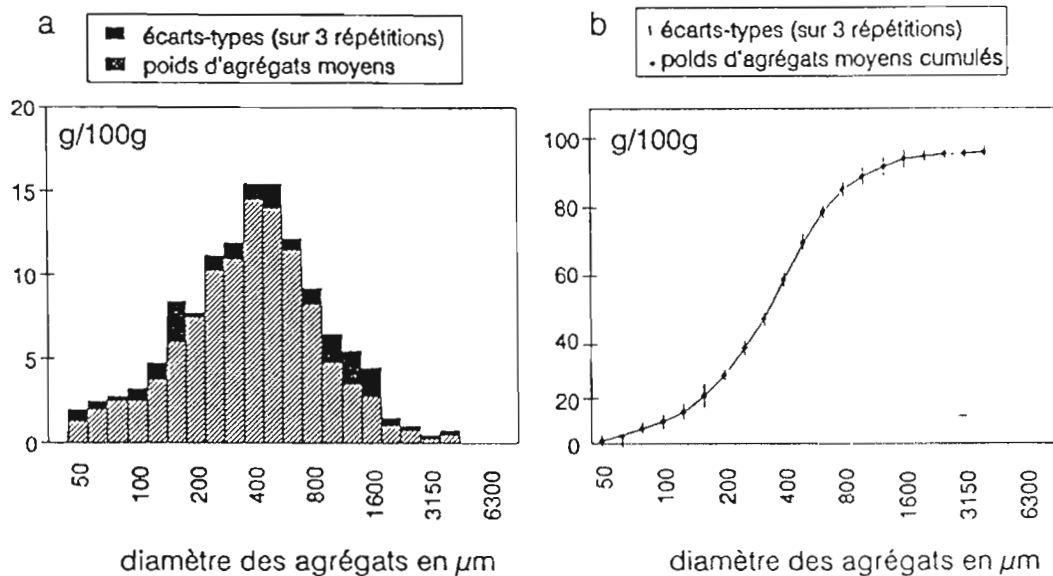 a
écarts-types (sur 3 répétitions)
poids d'agrégats moyens
20
15
10
5
0
g/100g
50
100
200
400
800
1600
3150
6300
diamètre des agrégats en µm
b
écarts-types (sur 3 répétitions)
poids d'agrégats moyens cumulés
100
80
60
40
20
0
g/100g
50
100
200
400
800
1600
3150
6300
diamètre des agrégats en µm